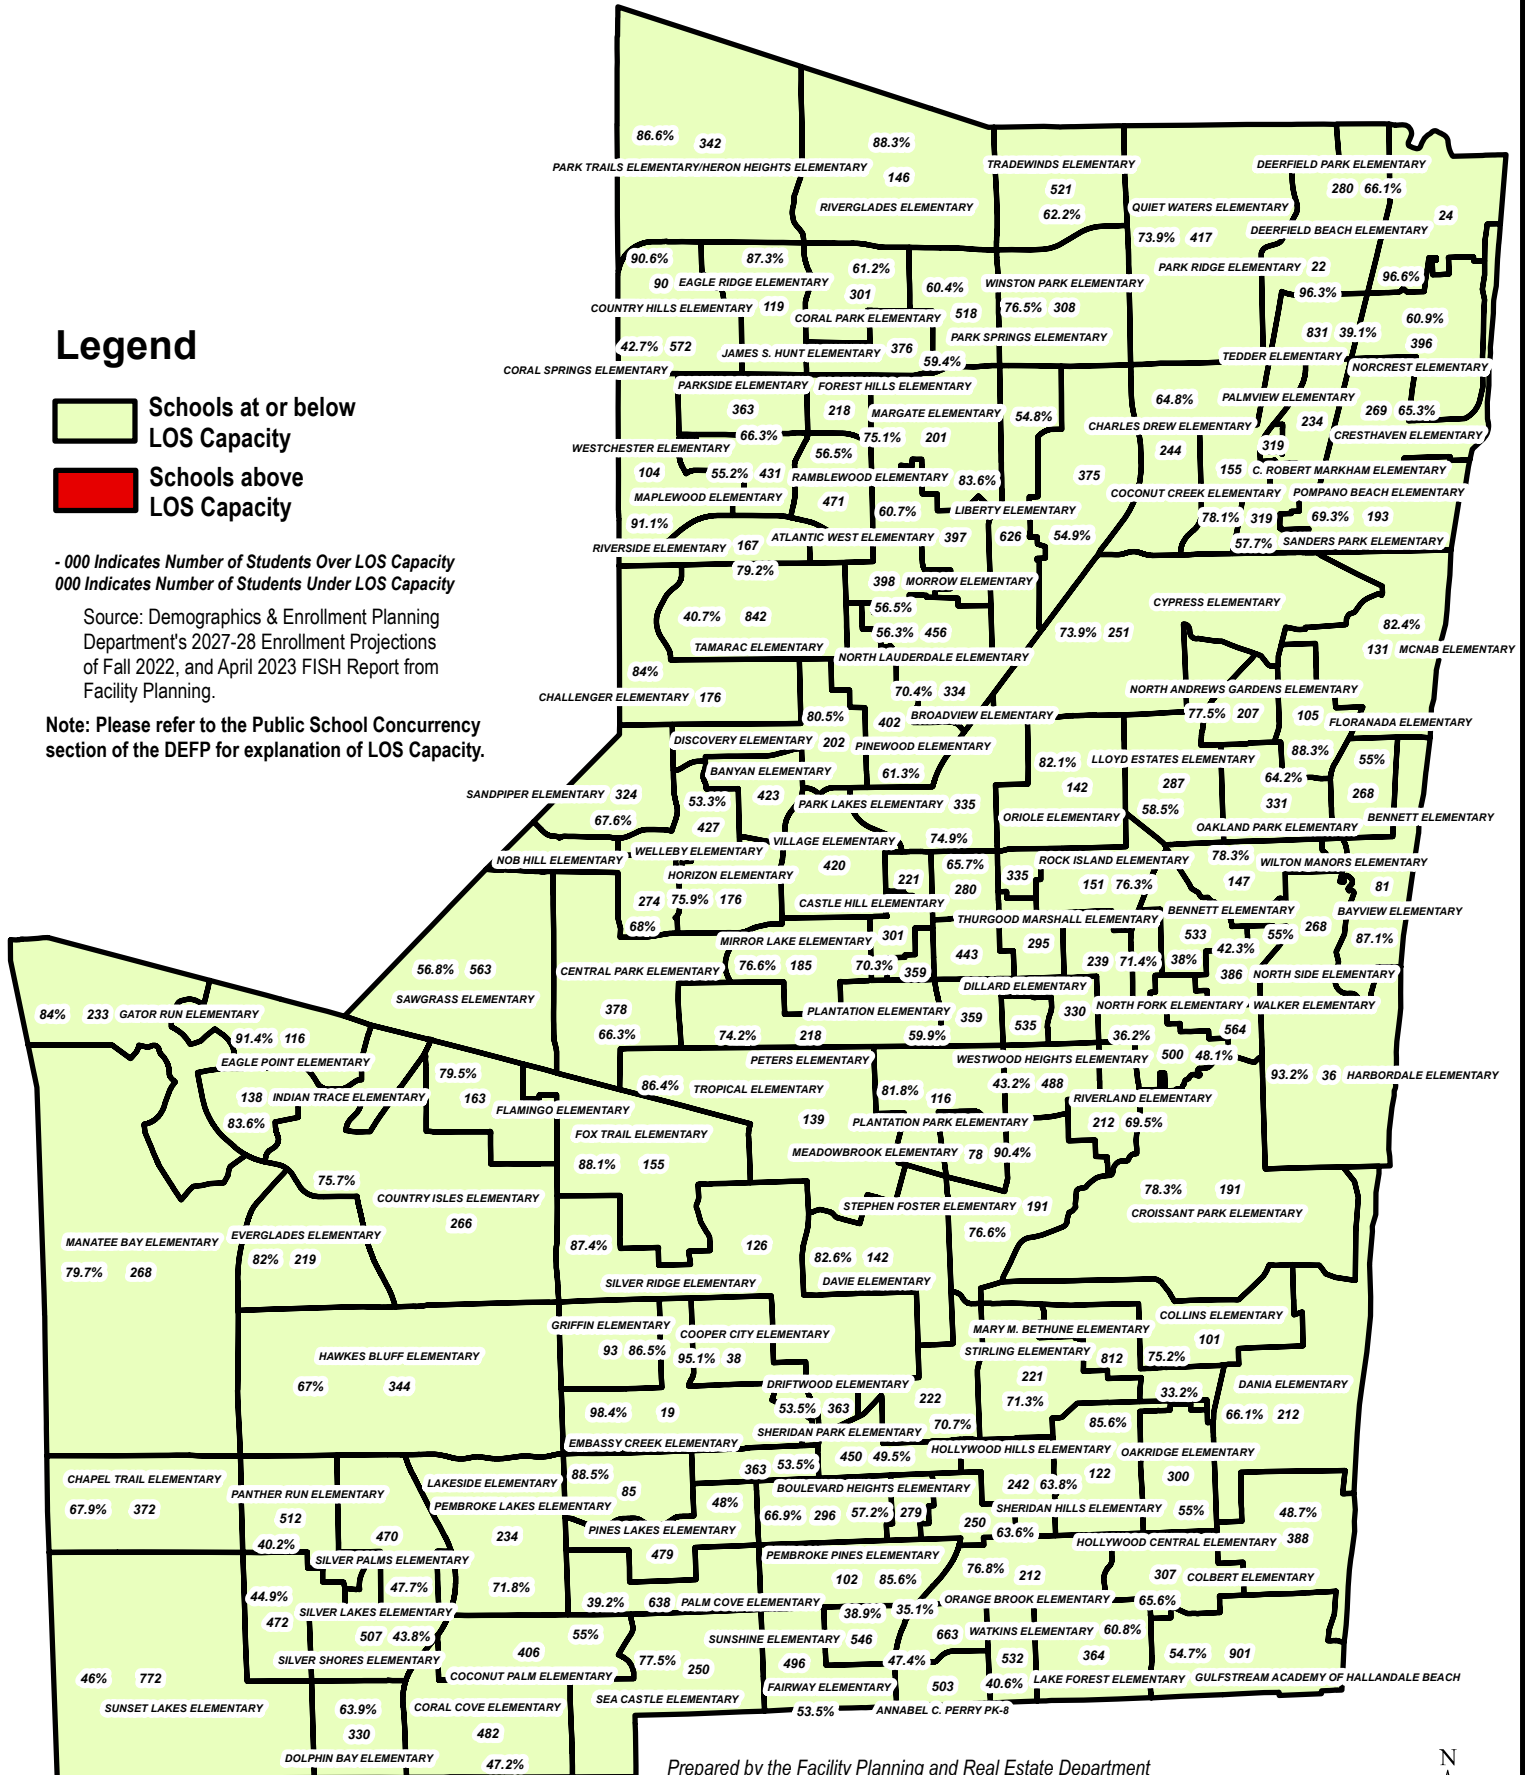 86.6%
342
88.3%
PARK TRAILS ELEMENTARY/HERON HEIGHTS ELEMENTARY
146
TRADEWINDS ELEMENTARY
DEERFIELD PARK ELEMENTARY
521
280 66.1%
RIVERGLADES ELEMENTARY
62.2%
QUIET WATERS ELEMENTARY
24
73.9% 417
DEERFIELD BEACH ELEMENTARY
90.6%
87.3%
61.2%
PARK RIDGE ELEMENTARY 22
96.6%
90 EAGLE RIDGE ELEMENTARY
301
60.4%
WINSTON PARK ELEMENTARY
96.3%
COUNTRY HILLS ELEMENTARY 119
CORAL PARK ELEMENTARY 518
76.5% 308
60.9%
Legend
42.7% 572
JAMES S. HUNT ELEMENTARY 376
PARK SPRINGS ELEMENTARY
831 39.1%
396
59.4%
TEDDER ELEMENTARY
NORCREST ELEMENTARY
CORAL SPRINGS ELEMENTARY
PARKSIDE ELEMENTARY FOREST HILLS ELEMENTARY
64.8%
PALMVIEW ELEMENTARY
Schools at or below
LOS Capacity
363
218
MARGATE ELEMENTARY 54.8%
CHARLES DREW ELEMENTARY
234
269 65.3%
66.3%
75.1% 201
CRESTHAVEN ELEMENTARY
WESTCHESTER ELEMENTARY
56.5%
244
319
104
55.2% 431
RAMBLEWOOD ELEMENTARY 83.6%
375
155 C. ROBERT MARKHAM ELEMENTARY
Schools above
LOS Capacity
MAPLEWOOD ELEMENTARY
471
60.7%
LIBERTY ELEMENTARY
COCONUT CREEK ELEMENTARY
POMPANO BEACH ELEMENTARY
91.1%
78.1% 319
69.3% 193
RIVERSIDE ELEMENTARY 167
ATLANTIC WEST ELEMENTARY 397
626
54.9%
57.7% SANDERS PARK ELEMENTARY
- 000 Indicates Number of Students Over LOS Capacity
000 Indicates Number of Students Under LOS Capacity
79.2%
398 MORROW ELEMENTARY
CYPRESS ELEMENTARY
Source: Demographics & Enrollment Planning
Department's 2027-28 Enrollment Projections
of Fall 2022, and April 2023 FISH Report from
Facility Planning.
40.7% 842
56.5%
56.3% 456
73.9% 251
82.4%
TAMARAC ELEMENTARY
NORTH LAUDERDALE ELEMENTARY
131 MCNAB ELEMENTARY
84%
CHALLENGER ELEMENTARY 176
70.4% 334
NORTH ANDREWS GARDENS ELEMENTARY
Note: Please refer to the Public School Concurrency
section of the DEFP for explanation of LOS Capacity.
80.5%
402
BROADVIEW ELEMENTARY
77.5% 207
105
FLORANADA ELEMENTARY
DISCOVERY ELEMENTARY 202
PINEWOOD ELEMENTARY
88.3%
BANYAN ELEMENTARY
61.3%
82.1%
LLOYD ESTATES ELEMENTARY
55%
SANDPIPER ELEMENTARY 324
53.3%
423
142
287
64.2%
268
67.6%
427
PARK LAKES ELEMENTARY 335
58.5%
331
ORIOLE ELEMENTARY
OAKLAND PARK ELEMENTARY
BENNETT ELEMENTARY
WELLEBY ELEMENTARY
VILLAGE ELEMENTARY
74.9%
NOB HILL ELEMENTARY
420
65.7%
ROCK ISLAND ELEMENTARY
78.3%
WILTON MANORS ELEMENTARY
HORIZON ELEMENTARY
221
280
335
151 76.3%
147
81
274
75.9% 176
CASTLE HILL ELEMENTARY
THURGOOD MARSHALL ELEMENTARY
BENNETT ELEMENTARY
BAYVIEW ELEMENTARY
68%
MIRROR LAKE ELEMENTARY 301
295
533
55%
268
87.1%
76.6% 185
70.3%
359
443
239 71.4%
38%
42.3%
56.8% 563
CENTRAL PARK ELEMENTARY
386
NORTH SIDE ELEMENTARY
SAWGRASS ELEMENTARY
DILLARD ELEMENTARY
84% 233 GATOR RUN ELEMENTARY
378
PLANTATION ELEMENTARY
359
535
330
NORTH FORK ELEMENTARY
WALKER ELEMENTARY
91.4% 116
66.3%
74.2%
218
59.9%
36.2%
564
EAGLE POINT ELEMENTARY
PETERS ELEMENTARY
WESTWOOD HEIGHTS ELEMENTARY
500 48.1%
79.5%
86.4%
TROPICAL ELEMENTARY
81.8%
116
43.2% 488
93.2% 36 HARBORDALE ELEMENTARY
138 INDIAN TRACE ELEMENTARY
163
FLAMINGO ELEMENTARY
139
PLANTATION PARK ELEMENTARY
RIVERLAND ELEMENTARY
83.6%
FOX TRAIL ELEMENTARY
212 69.5%
88.1% 155
MEADOWBROOK ELEMENTARY 78 90.4%
75.7%
COUNTRY ISLES ELEMENTARY
78.3%
191
266
STEPHEN FOSTER ELEMENTARY 191
CROISSANT PARK ELEMENTARY
MANATEE BAY ELEMENTARY
EVERGLADES ELEMENTARY
87.4%
126
76.6%
79.7% 268
82% 219
82.6% 142
SILVER RIDGE ELEMENTARY
DAVIE ELEMENTARY
GRIFFIN ELEMENTARY
COLLINS ELEMENTARY
93 86.5%
COOPER CITY ELEMENTARY
MARY M. BETHUNE ELEMENTARY
101
HAWKES BLUFF ELEMENTARY
95.1% 38
STIRLING ELEMENTARY
812
75.2%
67%
344
DRIFTWOOD ELEMENTARY
222
221
33.2%
DANIA ELEMENTARY
98.4%
19
53.5% 363
71.3%
85.6%
66.1% 212
EMBASSY CREEK ELEMENTARY
SHERIDAN PARK ELEMENTARY
70.7%
HOLLYWOOD HILLS ELEMENTARY
OAKRIDGE ELEMENTARY
CHAPEL TRAIL ELEMENTARY
LAKESIDE ELEMENTARY
88.5%
363 53.5%
450 49.5%
122
300
67.9% 372
PANTHER RUN ELEMENTARY
85
BOULEVARD HEIGHTS ELEMENTARY
242 63.8%
512
PEMBROKE LAKES ELEMENTARY
48%
66.9% 296 57.2% 279
SHERIDAN HILLS ELEMENTARY
55%
48.7%
40.2%
470
234
PINES LAKES ELEMENTARY
250
63.6%
HOLLYWOOD CENTRAL ELEMENTARY 388
SILVER PALMS ELEMENTARY
479
PEMBROKE PINES ELEMENTARY
76.8%
212
307 COLBERT ELEMENTARY
44.9%
47.7%
71.8%
102 85.6%
472
SILVER LAKES ELEMENTARY
39.2% 638 PALM COVE ELEMENTARY
38.9%
35.1%
ORANGE BROOK ELEMENTARY
65.6%
507 43.8%
55%
SUNSHINE ELEMENTARY 546
663
WATKINS ELEMENTARY 60.8%
SILVER SHORES ELEMENTARY
406
77.5%
250
496
47.4%
532
364
54.7% 901
46% 772
COCONUT PALM ELEMENTARY
FAIRWAY ELEMENTARY
503
40.6%
LAKE FOREST ELEMENTARY
GULFSTREAM ACADEMY OF HALLANDALE BEACH
SUNSET LAKES ELEMENTARY
63.9%
CORAL COVE ELEMENTARY
SEA CASTLE ELEMENTARY
53.5%
ANNABEL C. PERRY PK-8
330
482
DOLPHIN BAY ELEMENTARY
47.2%
Prepared by the Facility Planning and Real Estate Department
N